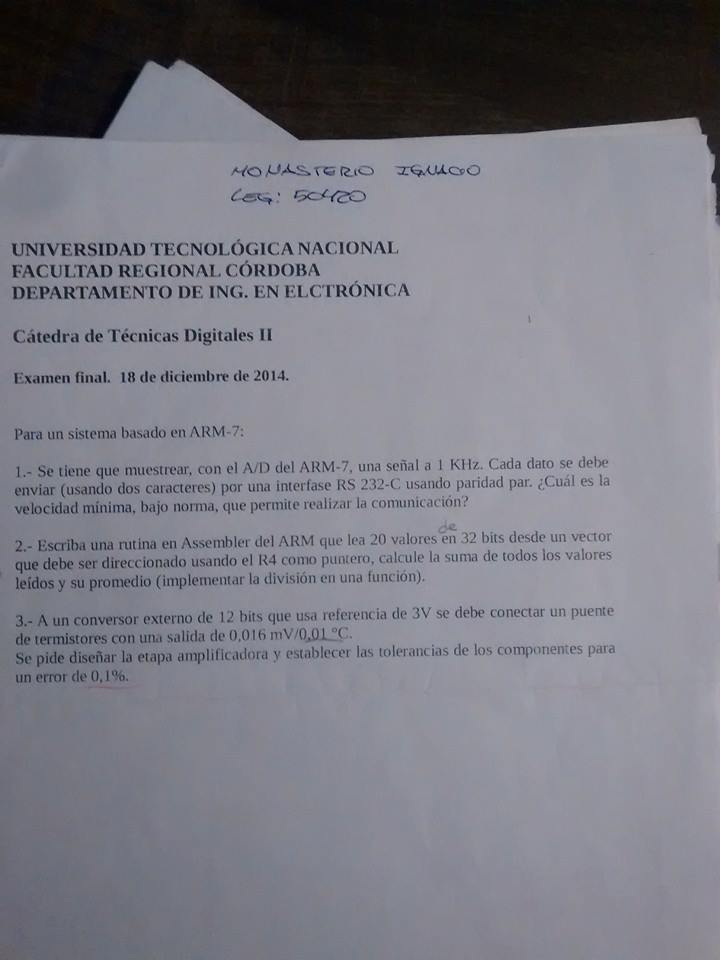 MONASTERIO IGNACIO
LEG: 50420
UNIVERSIDAD TECNOLÓGICA NACIONAL
FACULTAD REGIONAL CÓRDOBA
DEPARTAMENTO DE ING. EN ELCTRÓNICA
Cátedra de Técnicas Digitales II
Examen final. 18 de diciembre de 2014.
Para un sistema basado en ARM-7:
1.- Se tiene que muestrear, con el A/D del ARM-7, una señal a 1 KHz. Cada dato se debe
enviar (usando dos caracteres) por una interfase RS 232-C usando paridad par. ¿Cuál es la
velocidad mínima, bajo norma, que permite realizar la comunicación?
de
2.- Escriba una rutina en Assembler del ARM que lea 20 valores en 32 bits desde un vector
que debe ser direccionado usando el R4 como puntero, calcule la suma de todos los valores
leídos y su promedio (implementar la división en una función).
3.- A un conversor externo de 12 bits que usa referencia de 3V se debe conectar un puente
de termistores con una salida de 0,016 mV/0,01 ºC.
Se pide diseñar la etapa amplificadora y establecer las tolerancias de los componentes para
un error de 0,1%.